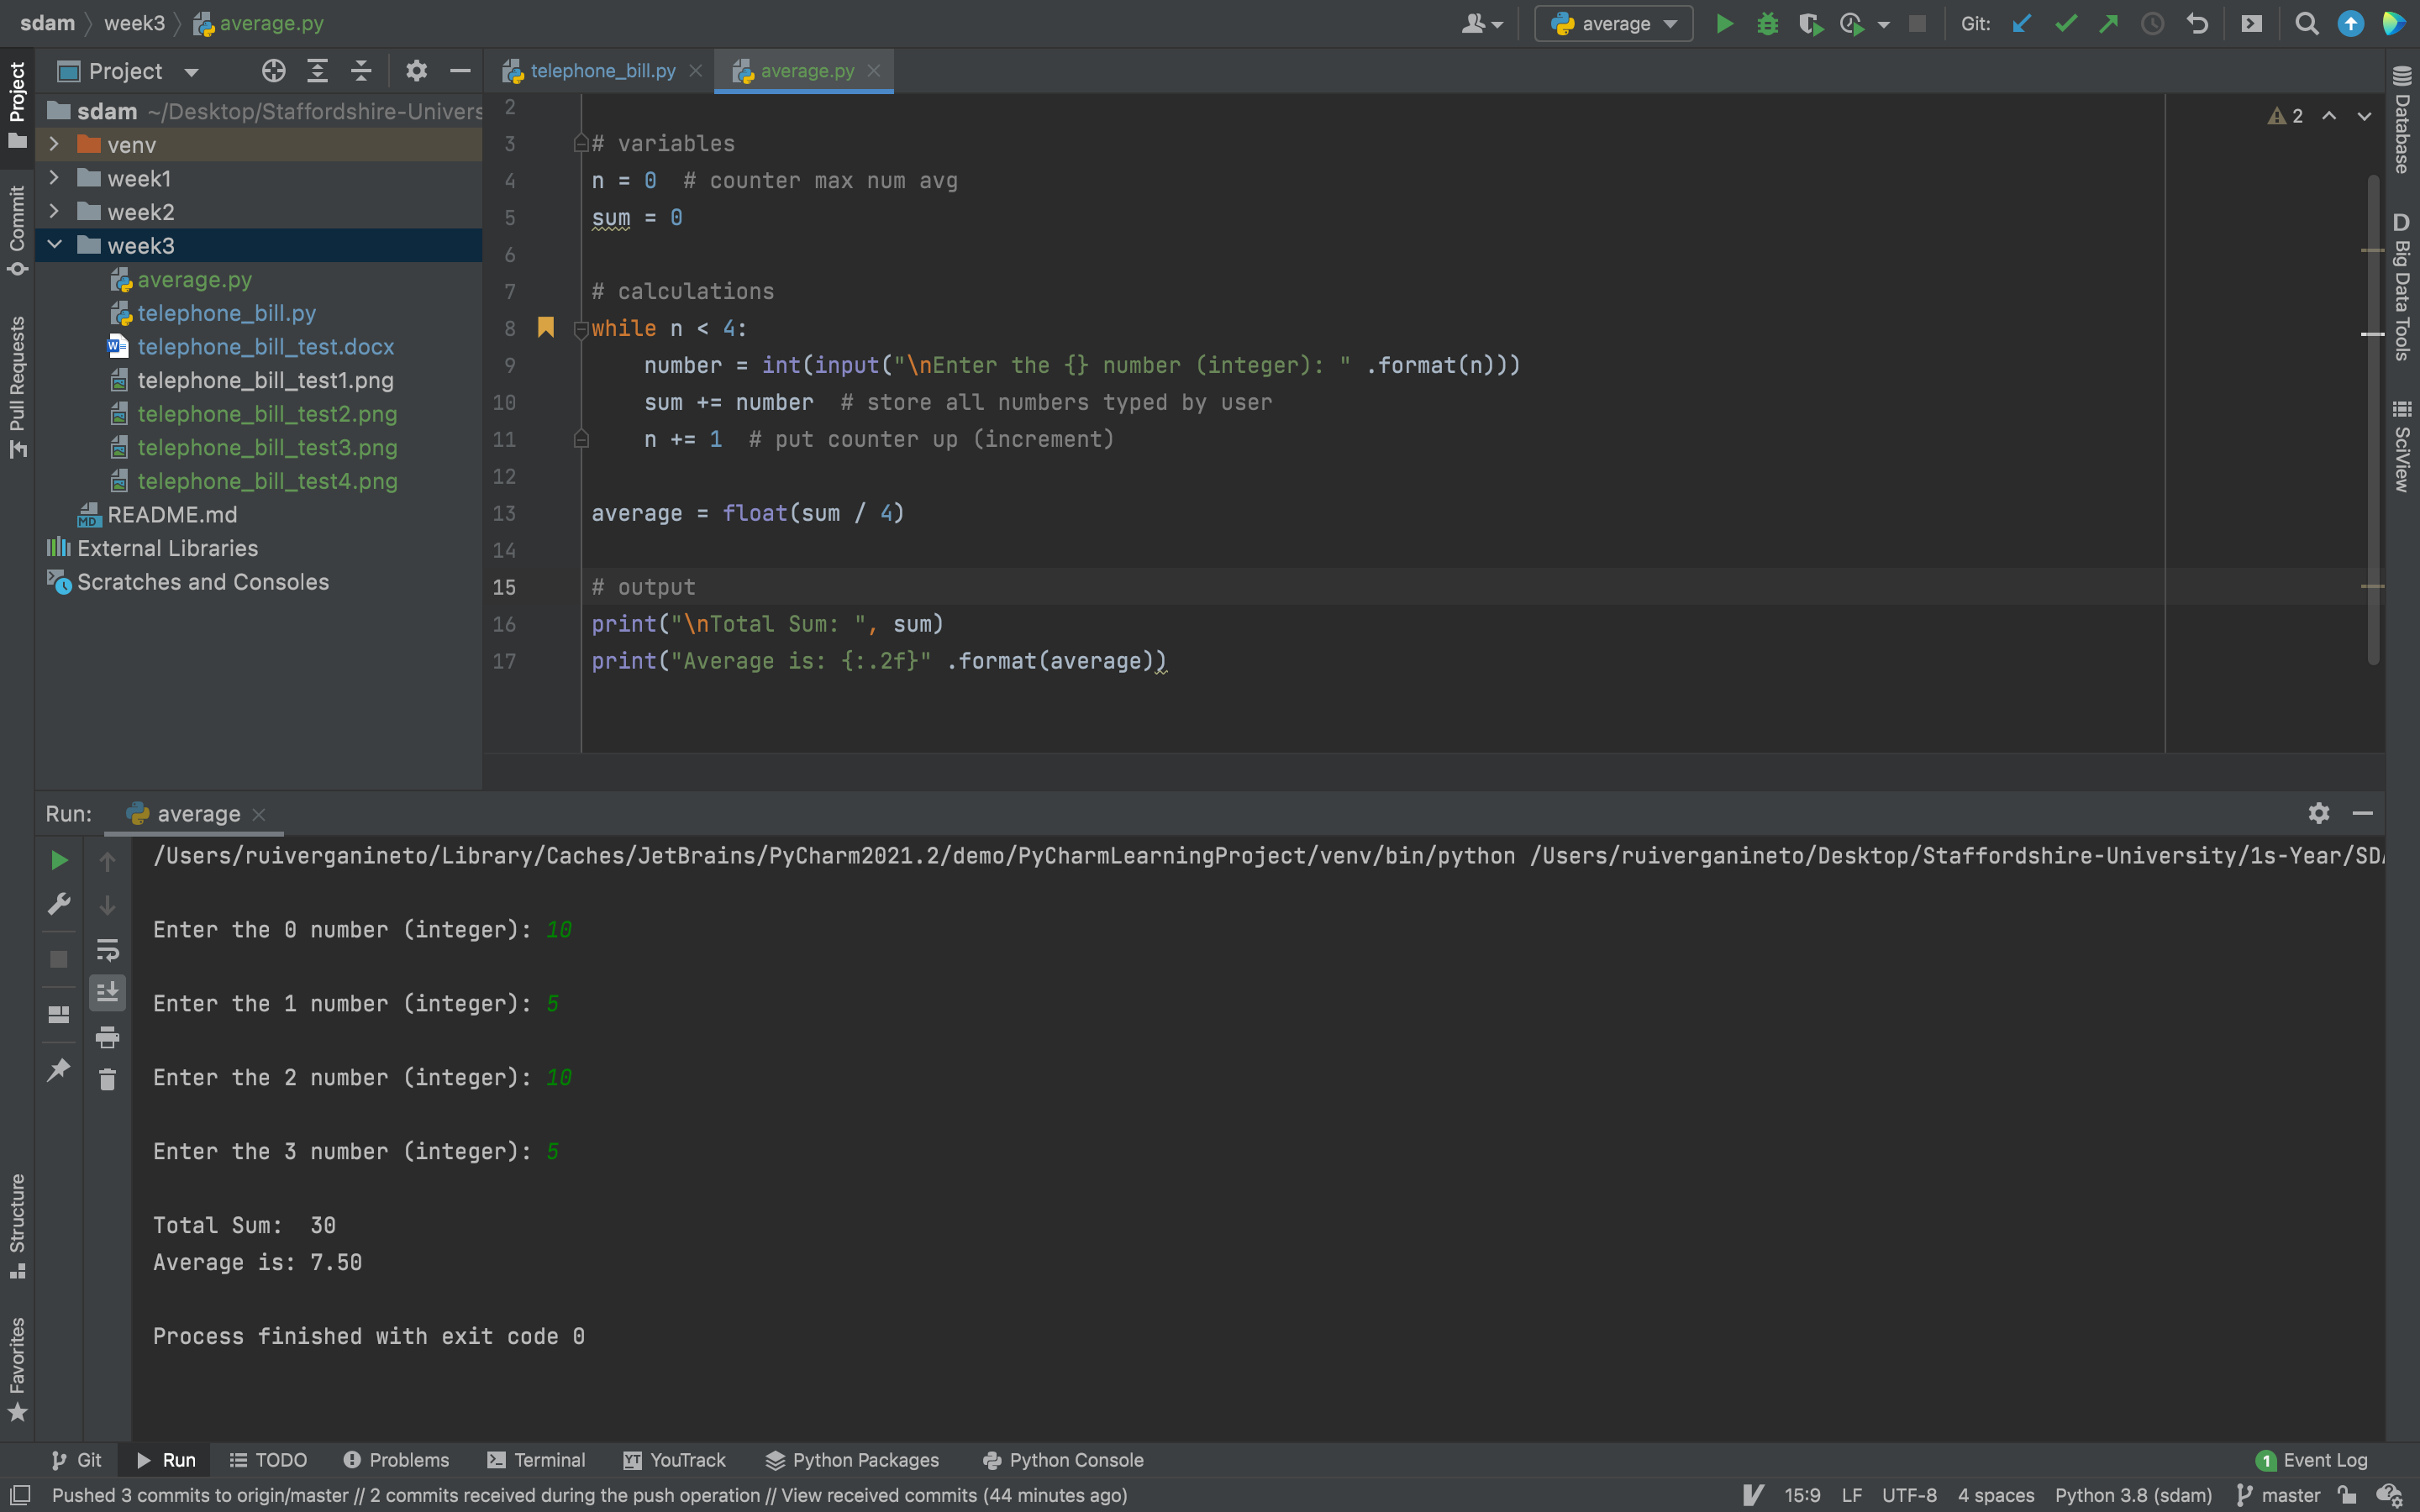 sdam week3 average.py
average
Git:
Project
telephone_bill.py
average.py
sdam ~/Desktop/Staffordshire-Univers
venv
week1
week2
week3
average.py
telephone_bill.py
telephone_bill_test.docx
telephone_bill_test1.png
telephone_bill_test2.png
telephone_bill_test3.png
telephone_bill_test4.png
README.md
External Libraries
Scratches and Consoles
Project
Commit
Pull Requests
Structure
Favorites
2
3 # variables
4 n = 0  # counter max num avg
5 sum = 0
6
7 # calculations
8 while n < 4:
9     number = int(input("\nEnter the {} number (integer): " .format(n)))
10     sum += number  # store all numbers typed by user
11     n += 1  # put counter up (increment)
12
13 average = float(sum / 4)
14
15 # output
16 print("\nTotal Sum: ", sum)
17 print("Average is: {:.2f}" .format(average))
2
Database
D Big Data Tools
SciView
Run: average
/Users/ruiverganineto/Library/Caches/JetBrains/PyCharm2021.2/demo/PyCharmLearningProject/venv/bin/python /Users/ruiverganineto/Desktop/Staffordshire-University/1s-Year/SDA
Enter the 0 number (integer): 10
Enter the 1 number (integer): 5
Enter the 2 number (integer): 10
Enter the 3 number (integer): 5
Total Sum:  30
Average is: 7.50
Process finished with exit code 0
Git Run TODO Problems Terminal YT YouTrack Python Packages Python Console 1 Event Log
Pushed 3 commits to origin/master // 2 commits received during the push operation // View received commits (44 minutes ago) 15:9 LF UTF-8 4 spaces Python 3.8 (sdam) master